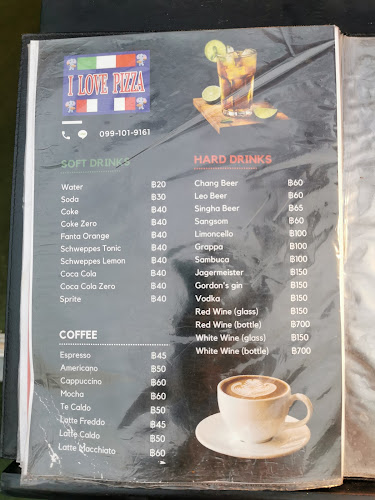 I LOVE PIZZA
099-101-9161
SOFT DRINKS
Water ฿20
Soda ฿30
Coke ฿40
Coke Zero ฿40
Fanta Orange ฿40
Schweppes Tonic ฿40
Schweppes Lemon ฿40
Coca Cola ฿40
Coca Cola Zero ฿40
Sprite ฿40
COFFEE
Espresso ฿45
Americano ฿50
Cappuccino ฿60
Mocha ฿60
Te Caldo ฿50
Latte Freddo ฿45
Latte Caldo ฿50
Latte Macchiato ฿60
HARD DRINKS
Chang Beer ฿60
Leo Beer ฿60
Singha Beer ฿65
Sangsom ฿60
Limoncello ฿100
Grappa ฿100
Sambuca ฿100
Jagermeister ฿150
Gordon's gin ฿150
Vodka ฿150
Red Wine (glass) ฿150
Red Wine (bottle) ฿700
White Wine (glass) ฿150
White Wine (bottle) ฿700